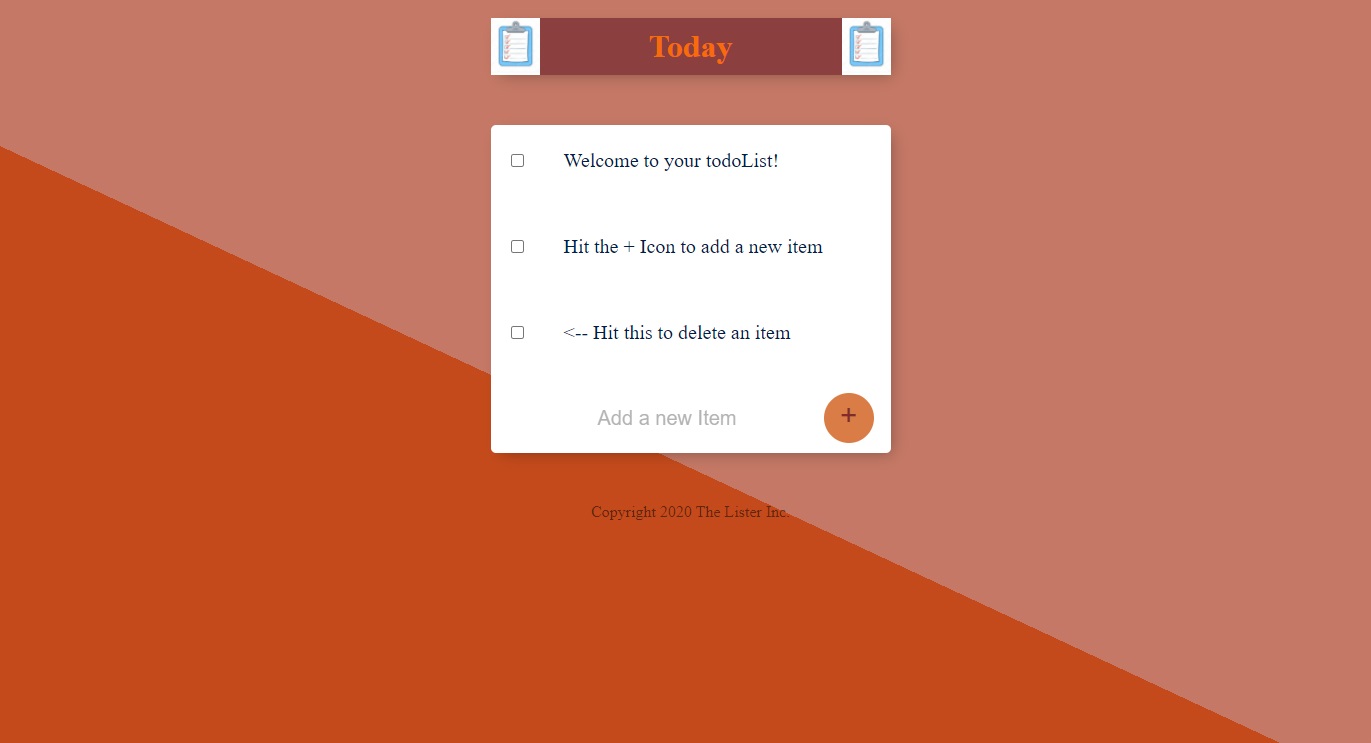 Today
Welcome to your todoList!
Hit the + Icon to add a new item
<-- Hit this to delete an item
Add a new Item
+
Copyright 2020 The Lister Inc.